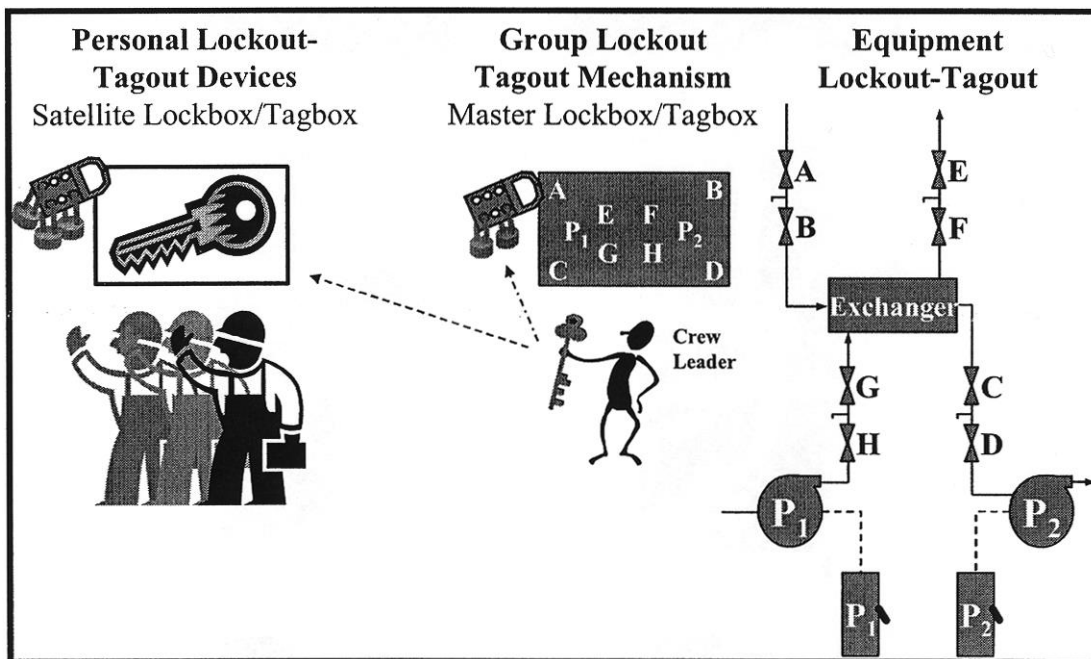 Personal Lockout-
Tagout Devices
Satellite Lockbox/Tagbox
Group Lockout
Tagout Mechanism
Master Lockbox/Tagbox
A
B
E
F
P1
P2
G
H
C
D
Crew
Leader
Equipment
Lockout-Tagout
A
E
B
F
Exchanger
G
C
H
D
P1
P2
P1
P2